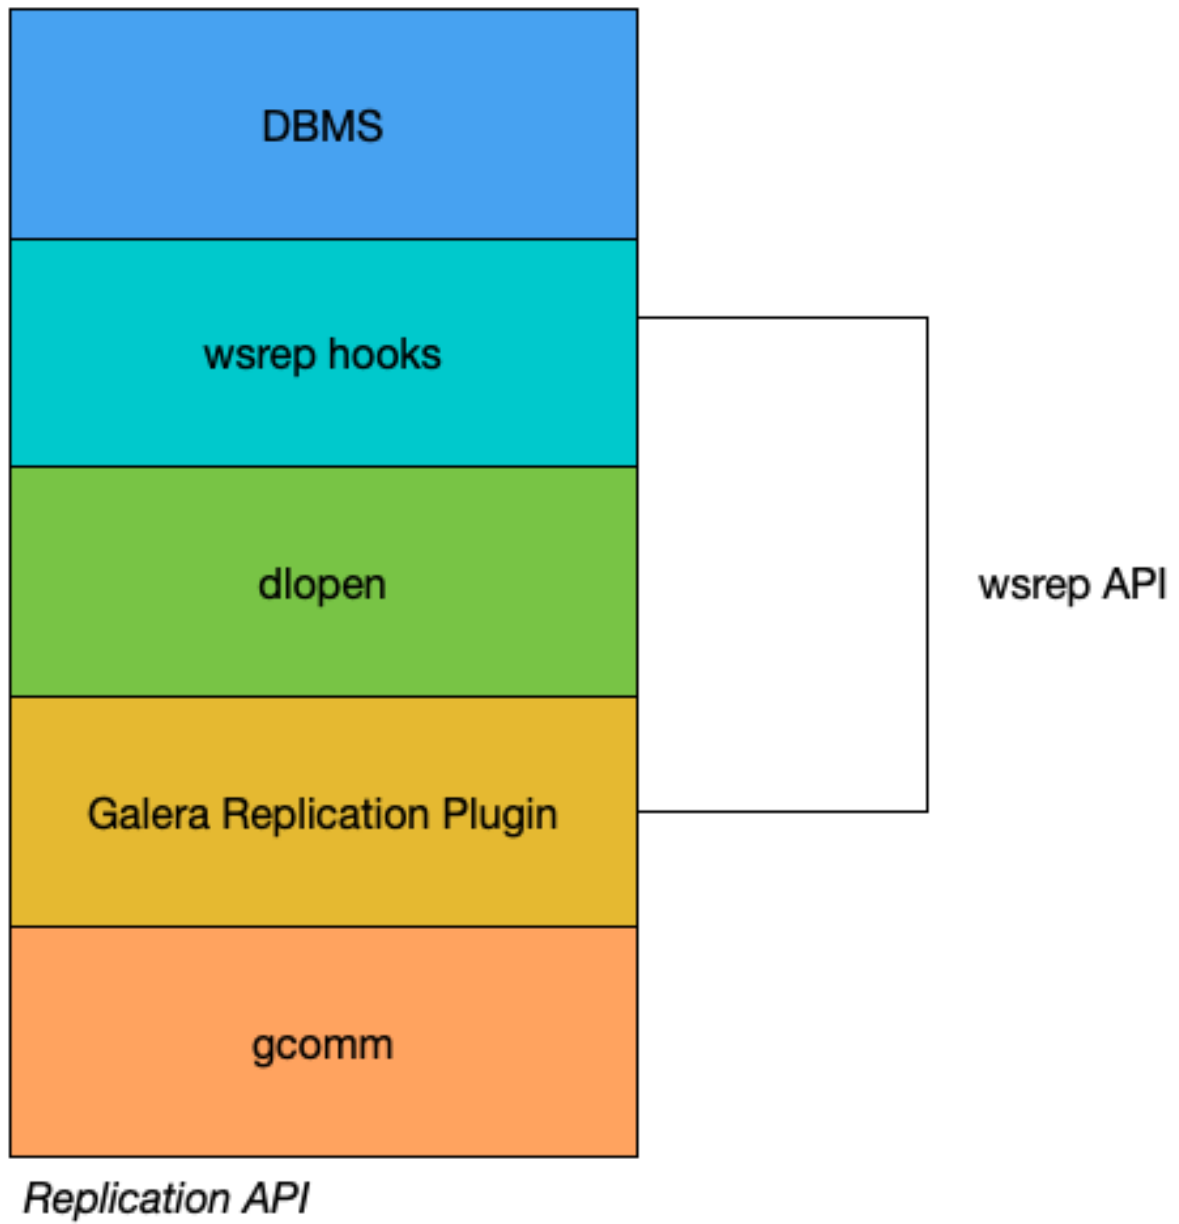 DBMS
wsrep hooks
dlopen
wsrep API
Galera Replication Plugin
gcomm
Replication API